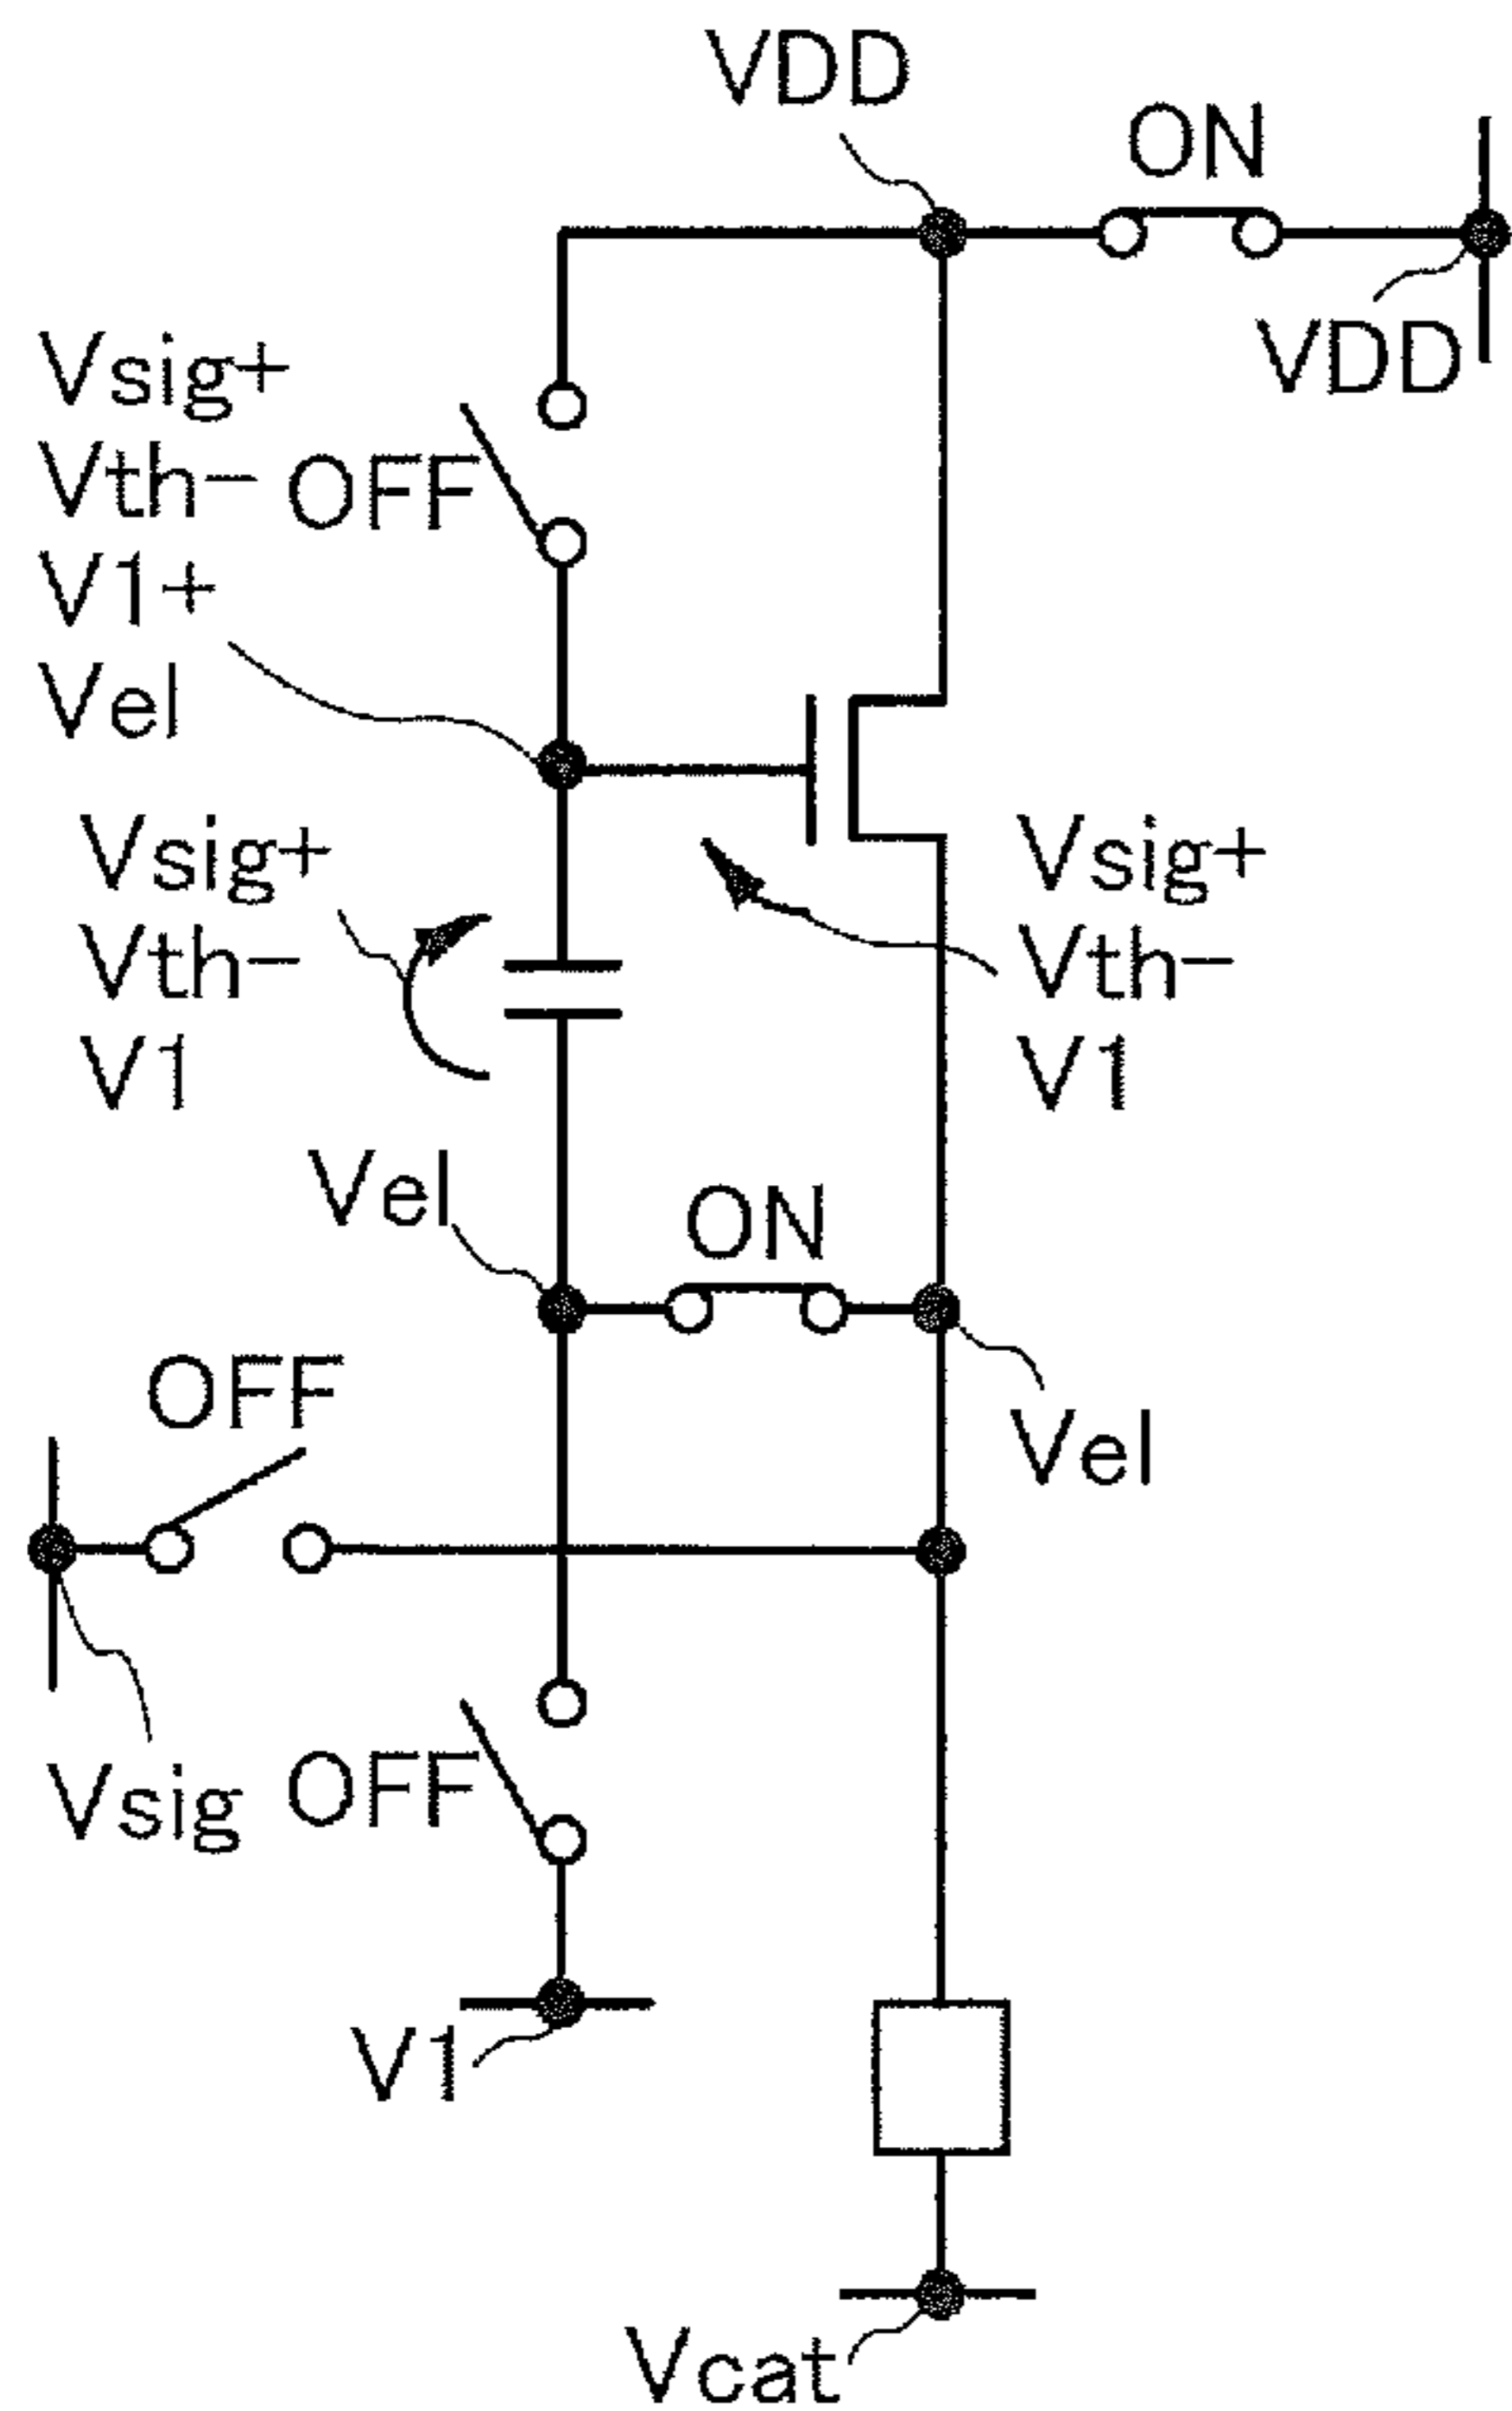 VDD
ON
VDD
Vsig+
Vth-
V1+
Vel
OFF
Vsig+
Vth-
V1
Vsig+
Vth-
V1
Vel
ON
Vel
OFF
Vsig
OFF
V1
Vcat